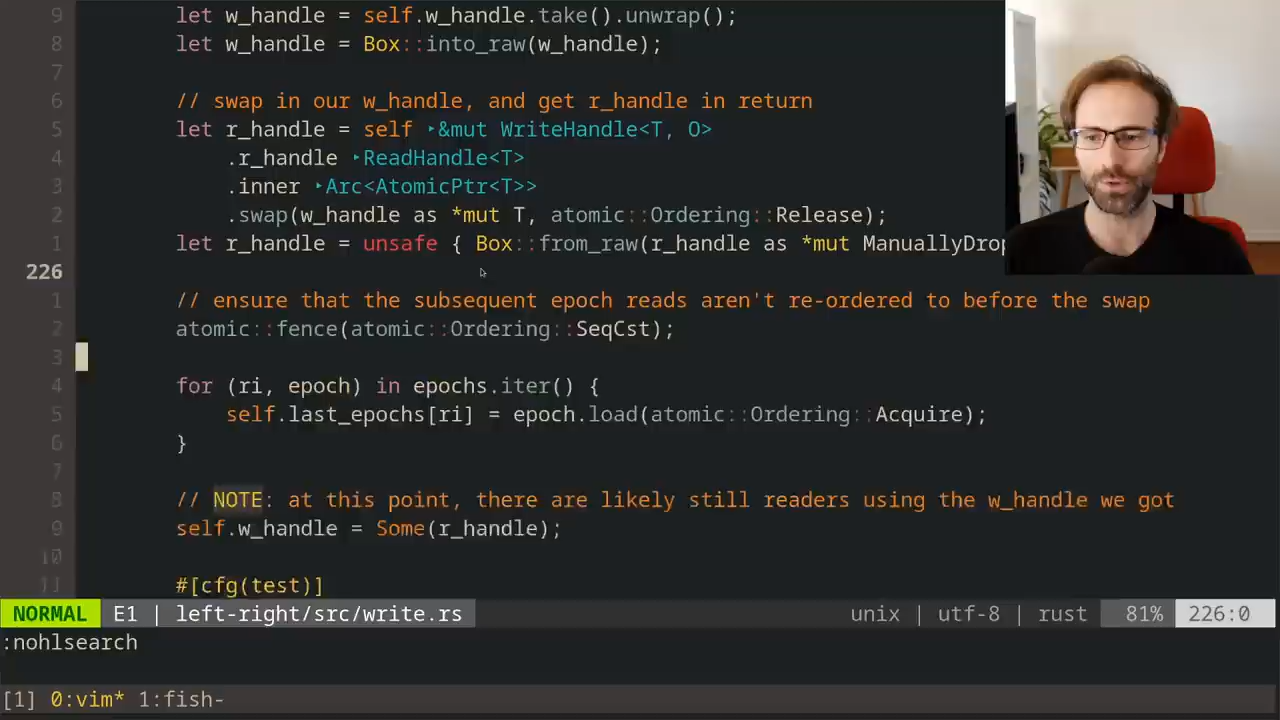 9 let w_handle = self.w_handle.take().unwrap();
8 let w_handle = Box::into_raw(w_handle);
7
6 // swap in our w_handle, and get r_handle in return
5 let r_handle = self ‣&mut WriteHandle<T, O>
4 .r_handle ‣ReadHandle<T>
3 .inner ‣Arc<AtomicPtr<T>>
2 .swap(w_handle as *mut T, atomic::Ordering::Release);
1 let r_handle = unsafe { Box::from_raw(r_handle as *mut ManuallyDrop
226
1 // ensure that the subsequent epoch reads aren't re-ordered to before the swap
2 atomic::fence(atomic::Ordering::SeqCst);
3
4 for (ri, epoch) in epochs.iter() {
5 self.last_epochs[ri] = epoch.load(atomic::Ordering::Acquire);
6 }
7
8 // NOTE: at this point, there are likely still readers using the w_handle we got
9 self.w_handle = Some(r_handle);
10
11 #[cfg(test)]
NORMAL E1 | left-right/src/write.rs unix | utf-8 | rust 81% 226:0
:nohlsearch
[1] 0:vim* 1:fish-